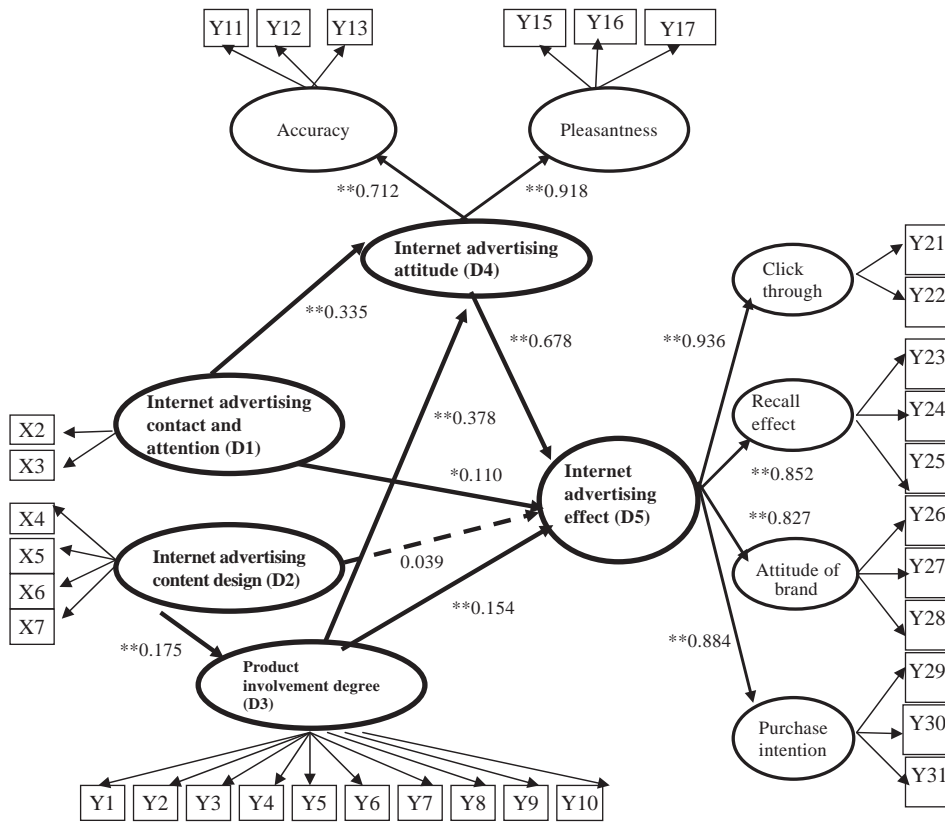 Y11
Y12
Y13
Y15
Y16
Y17
Accuracy
Pleasantness
**0.712
**0.918
Internet advertising
attitude (D4)
Click
through
Y21
Y22
**0.335
**0.678
**0.936
Internet advertising
contact and
attention (D1)
**0.378
Recall
effect
Y23
Y24
Y25
X2
X3
*0.110
Internet
advertising
effect (D5)
**0.852
X4
X5
X6
X7
Internet advertising
content design (D2)
0.039
**0.827
Attitude of
brand
Y26
Y27
Y28
**0.154
**0.175
**0.884
Product
involvement degree
(D3)
Purchase
intention
Y29
Y30
Y31
Y1
Y2
Y3
Y4
Y5
Y6
Y7
Y8
Y9
Y10